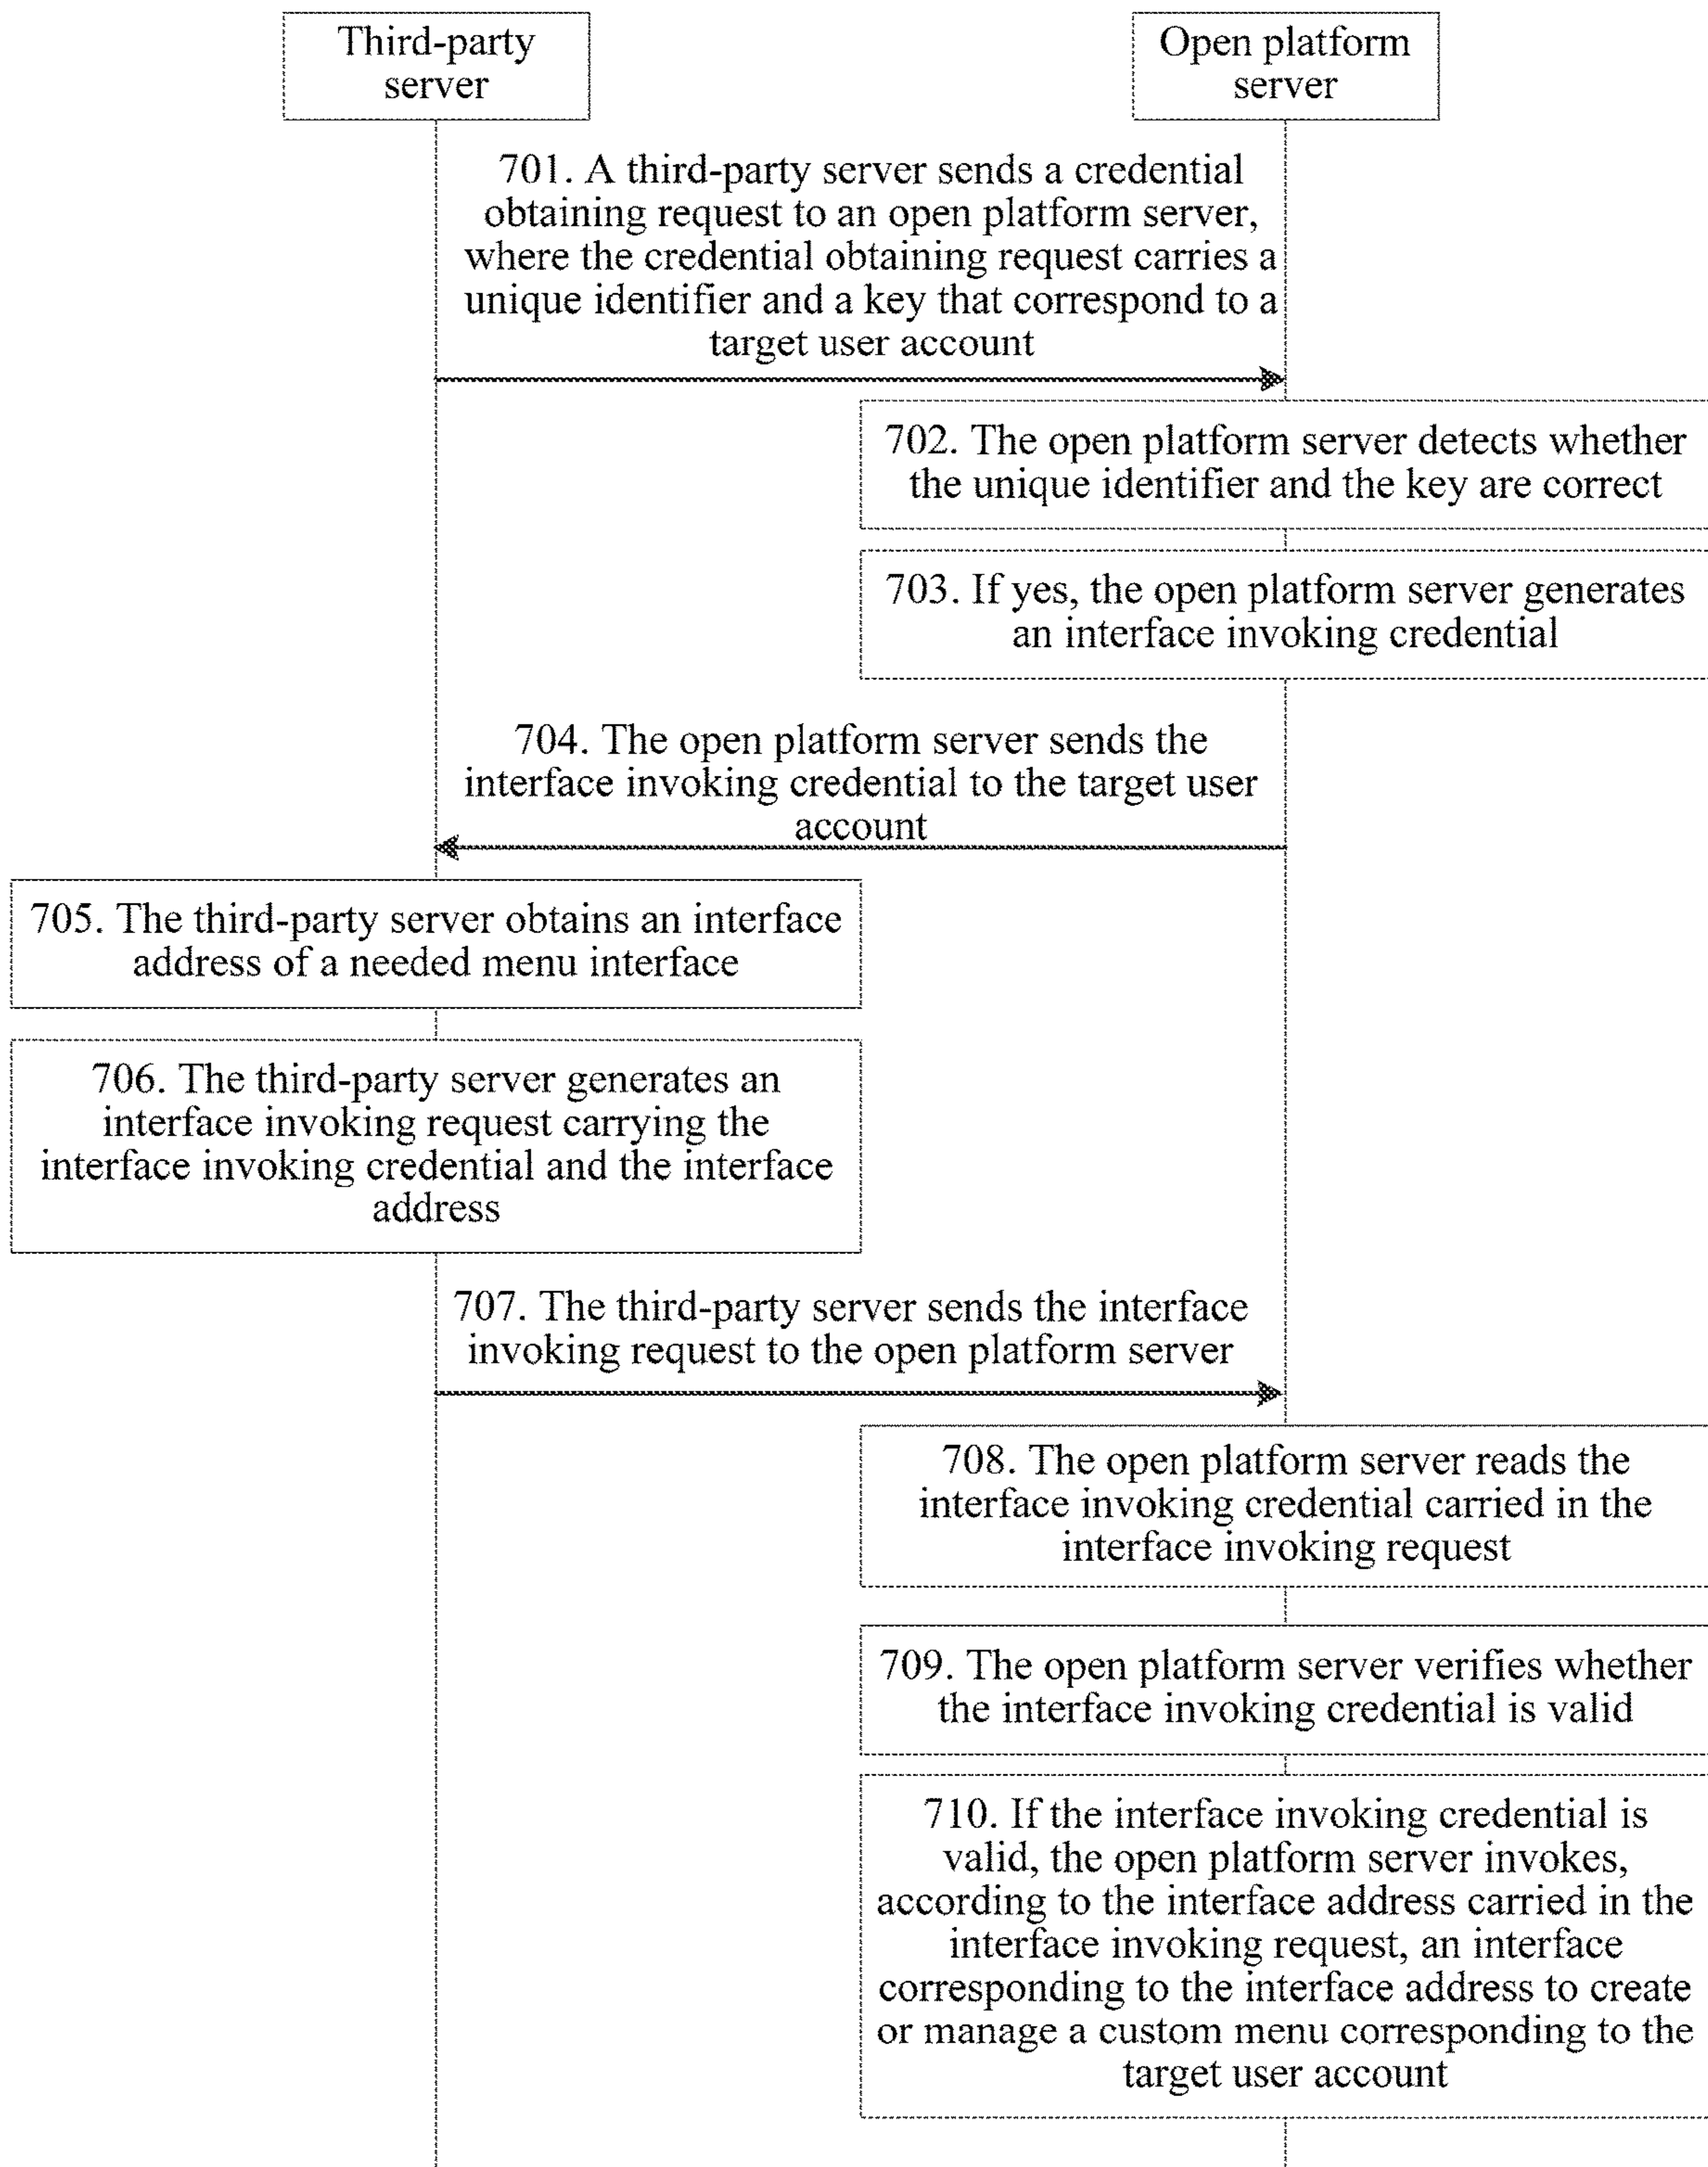 Third-party
server
Open platform
server
701. A third-party server sends a credential
obtaining request to an open platform server,
where the credential obtaining request carries a
unique identifier and a key that correspond to a
target user account
702. The open platform server detects whether
the unique identifier and the key are correct
703. If yes, the open platform server generates
an interface invoking credential
704. The open platform server sends the
interface invoking credential to the target user
account
705. The third-party server obtains an interface
address of a needed menu interface
706. The third-party server generates an
interface invoking request carrying the
interface invoking credential and the interface
address
707. The third-party server sends the interface
invoking request to the open platform server
708. The open platform server reads the
interface invoking credential carried in the
interface invoking request
709. The open platform server verifies whether
the interface invoking credential is valid
710. If the interface invoking credential is
valid, the open platform server invokes,
according to the interface address carried in the
interface invoking request, an interface
corresponding to the interface address to create
or manage a custom menu corresponding to the
target user account